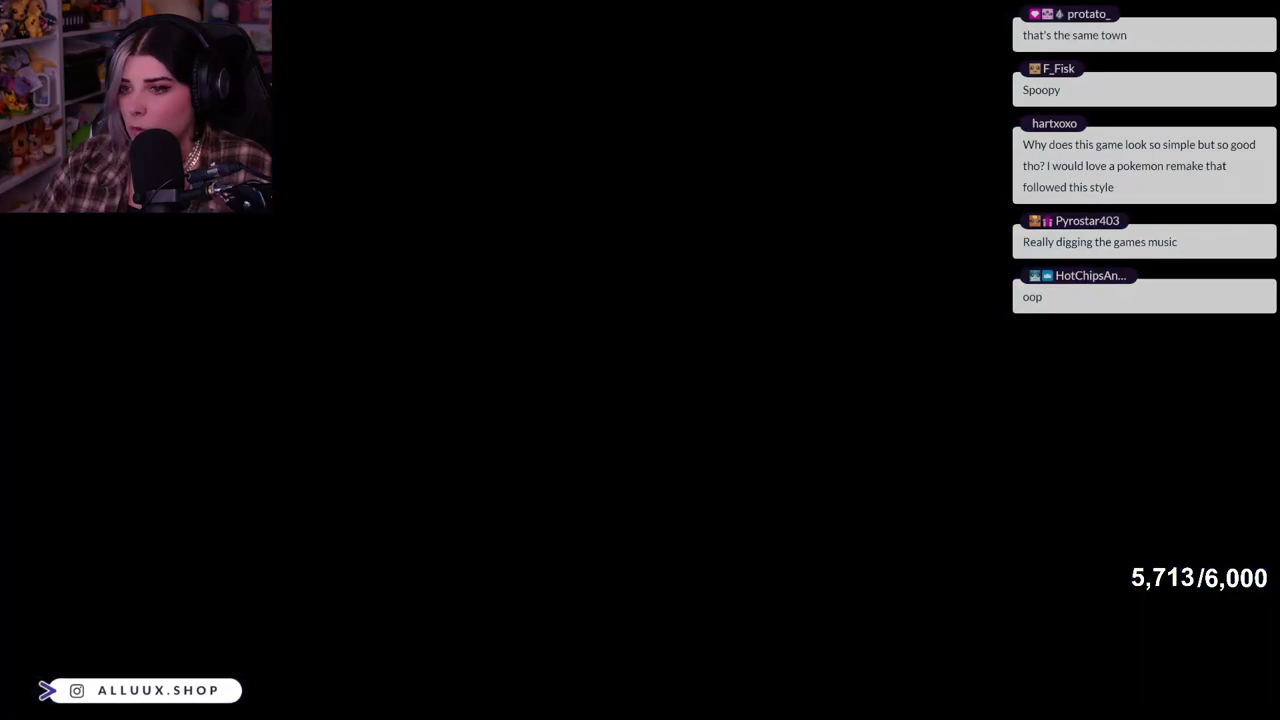 protato_
that's the same town
F_Fisk
Spoopy
hartxoxo
Why does this game look so simple but so good
tho? I would love a pokemon remake that
followed this style
Pyrostar403
Really digging the games music
HotChipsAn...
oop
5,713/6,000
ALLUUX.SHOP